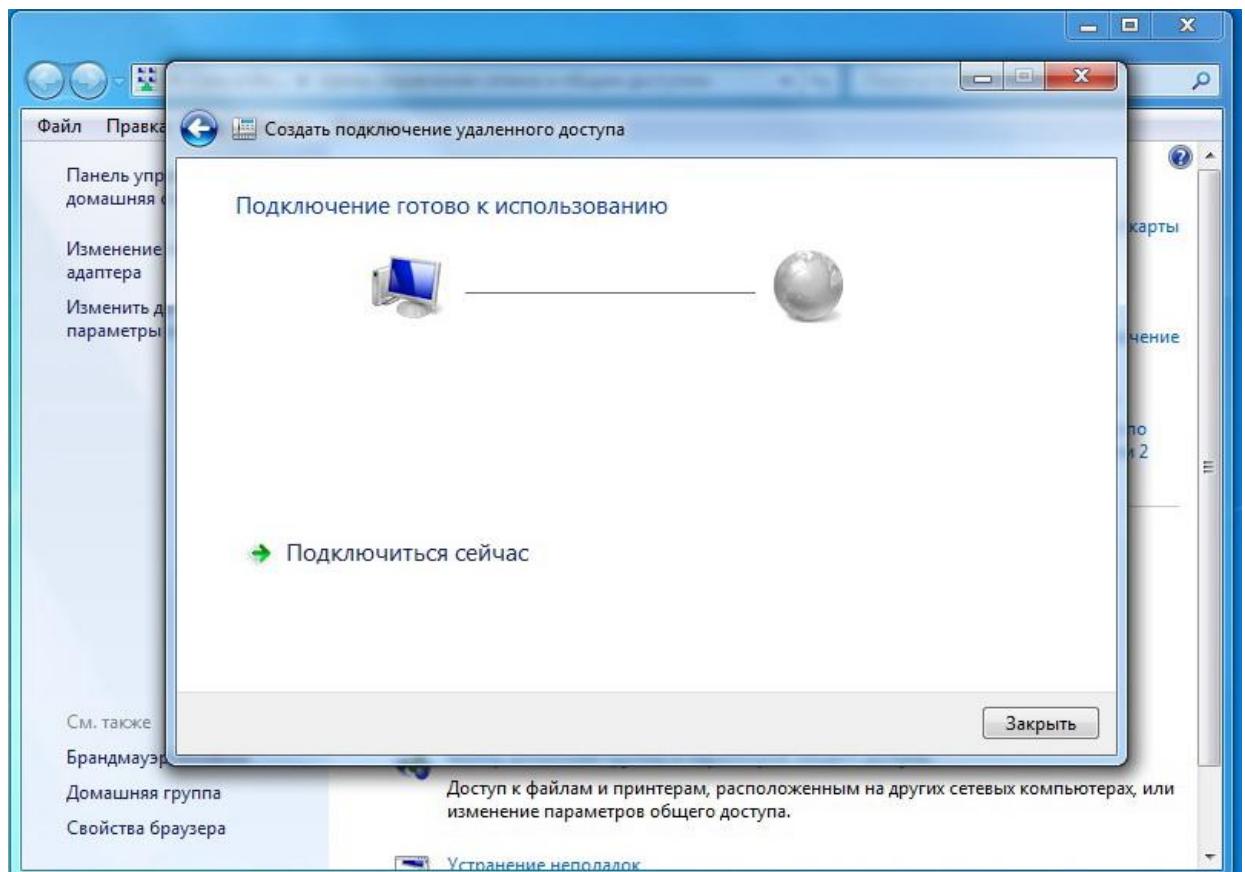 Файл Правка
Создать подключение удаленного доступа
Панель упр
домашняя
Подключение готово к использованию
карты
Изменение
адаптера
Изменить д
параметры
чение
по
и 2
Подключиться сейчас
Закрыть
См. также
Брандмауэр
Домашняя группа
Свойства браузера
Доступ к файлам и принтерам, расположенным на других сетевых компьютерах, или
изменение параметров общего доступа.
Устранение неполадок